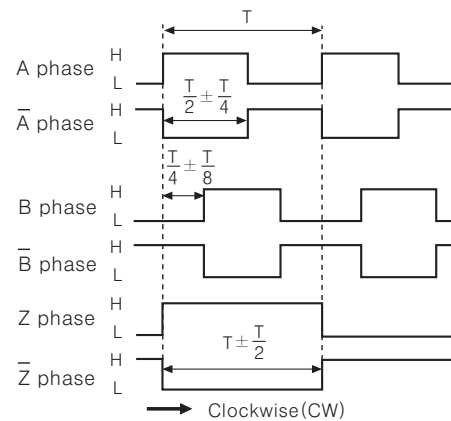 T
H
A phase
L
H
A̅ phase
L
T/2 ± T/4
T/4 ± T/8
H
B phase
L
H
B̅ phase
L
H
Z phase
L
H
Z̅ phase
L
T ± T/2
Clockwise(CW)